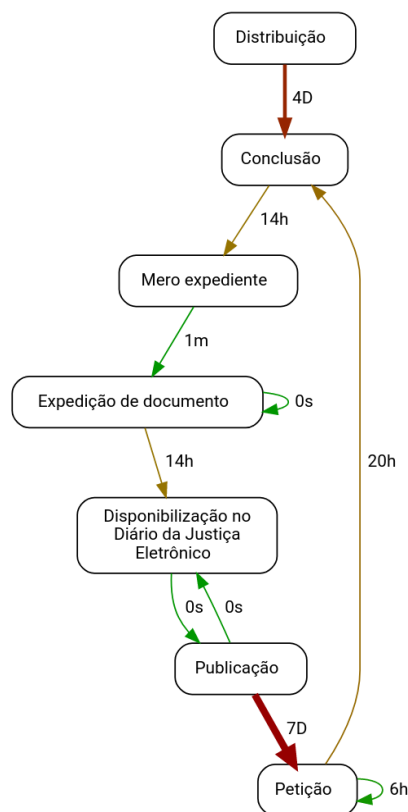 Distribuição
4D
Conclusão
14h
Mero expediente
1m
Expedição de documento
0s
14h
20h
Disponibilização no
Diário da Justiça
Eletrônico
0s
0s
Publicação
7D
Petição
6h